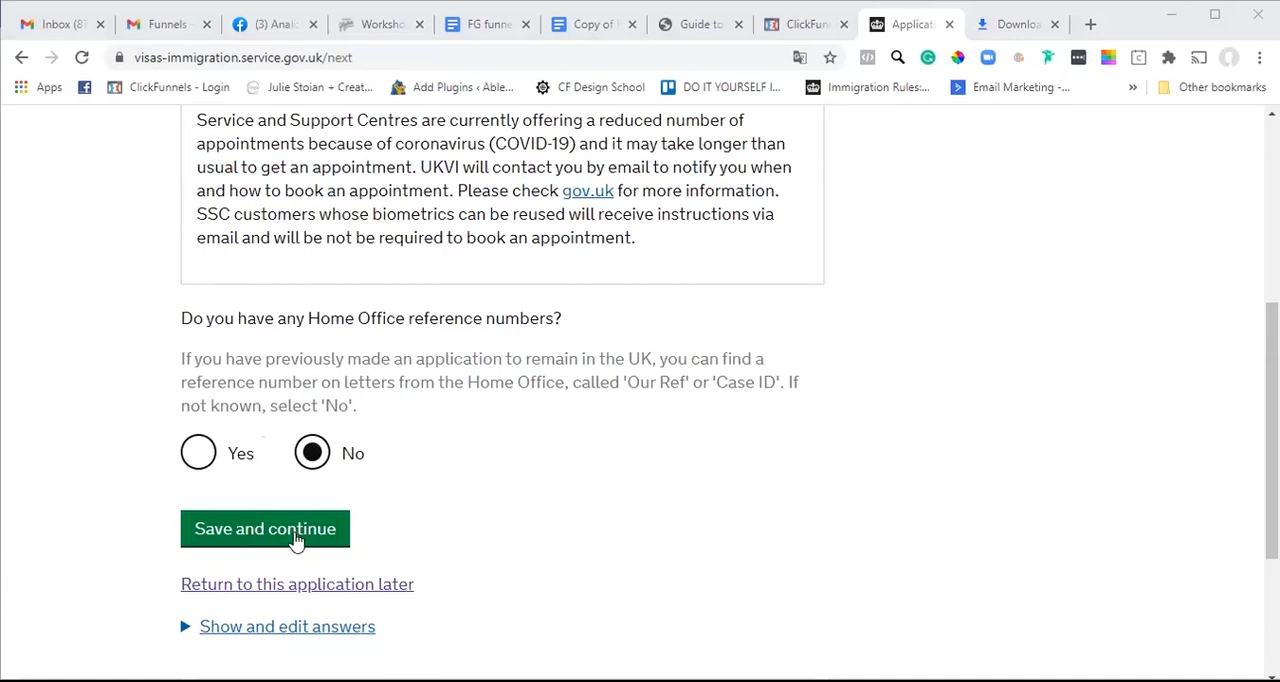 Inbox (8
Funnels -
(3) Anali
Worksho
FG funne
Copy of
Guide to
ClickFun
Applicat
Downloa
visas-immigration.service.gov.uk/next
Apps
ClickFunnels - Login
Julie Stoian + Creat...
Add Plugins ‹ Able...
CF Design School
DO IT YOURSELF I...
Immigration Rules:...
Email Marketing -...
»
Other bookmarks
Service and Support Centres are currently offering a reduced number of
appointments because of coronavirus (COVID-19) and it may take longer than
usual to get an appointment. UKVI will contact you by email to notify you when
and how to book an appointment. Please check gov.uk for more information.
SSC customers whose biometrics can be reused will receive instructions via
email and will be not be required to book an appointment.
Do you have any Home Office reference numbers?
If you have previously made an application to remain in the UK, you can find a
reference number on letters from the Home Office, called 'Our Ref' or 'Case ID'. If
not known, select 'No'.
Yes
No
Save and continue
Return to this application later
Show and edit answers